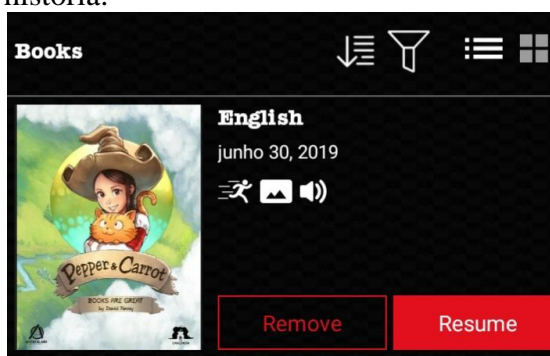 história.
Books
English
junho 30, 2019
Pepper & Carrot
BOOKS ARE GREAT
by David Revoy
Remove
Resume